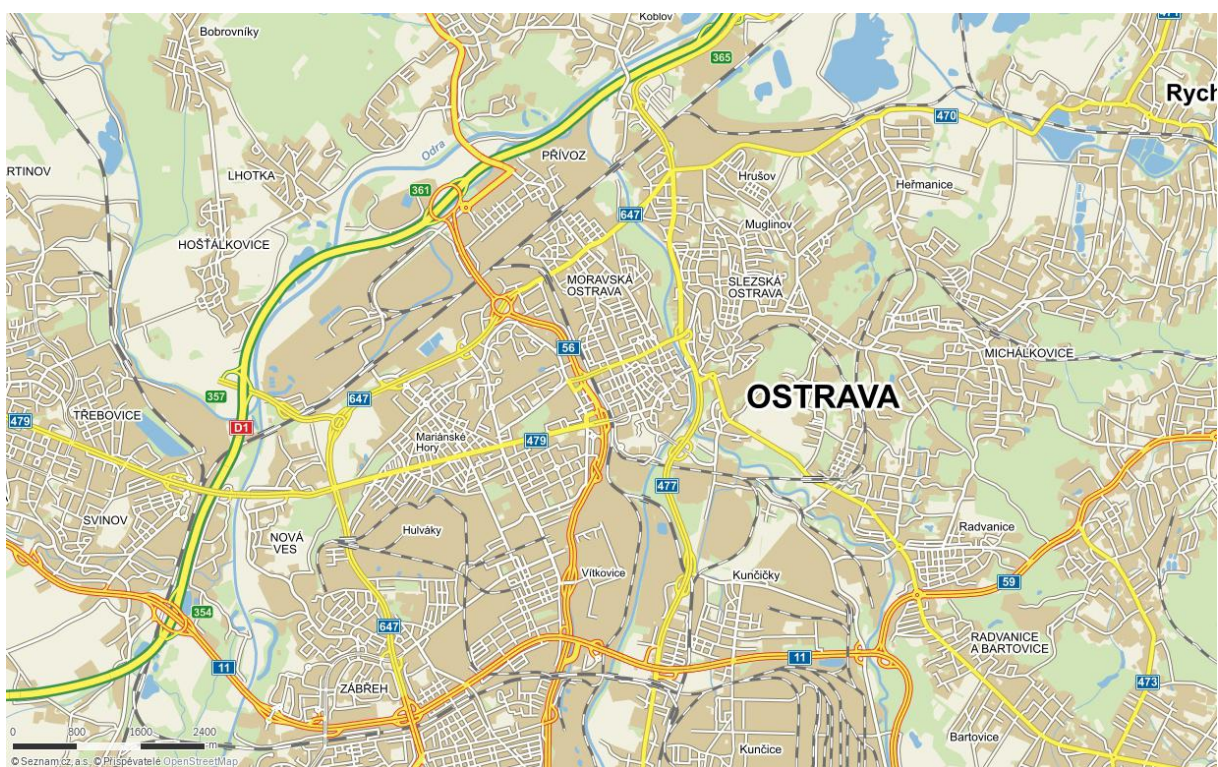 Bobrovníky
Koblov
365
471
Rych
470
Odra
PŘÍVOZ
RTINOV
LHOTKA
361
Hrušov
Heřmanice
647
Muglinov
HOŠŤÁLKOVICE
MORAVSKÁ
OSTRAVA
SLEZSKÁ
OSTRAVA
56
MICHÁLKOVICE
357
647
OSTRAVA
TŘEBOVICE
479
D1
Mariánské
Hory
479
477
SVINOV
NOVÁ
VES
Hulváky
Radvanice
Vítkovice
Kunčičky
59
354
647
RADVANICE
A BARTOVICE
11
11
ZÁBŘEH
473
Bartovice
Kunčice
0 800 1600 2400
m
© Seznam.cz, a.s. © Přispěvatelé OpenStreetMap